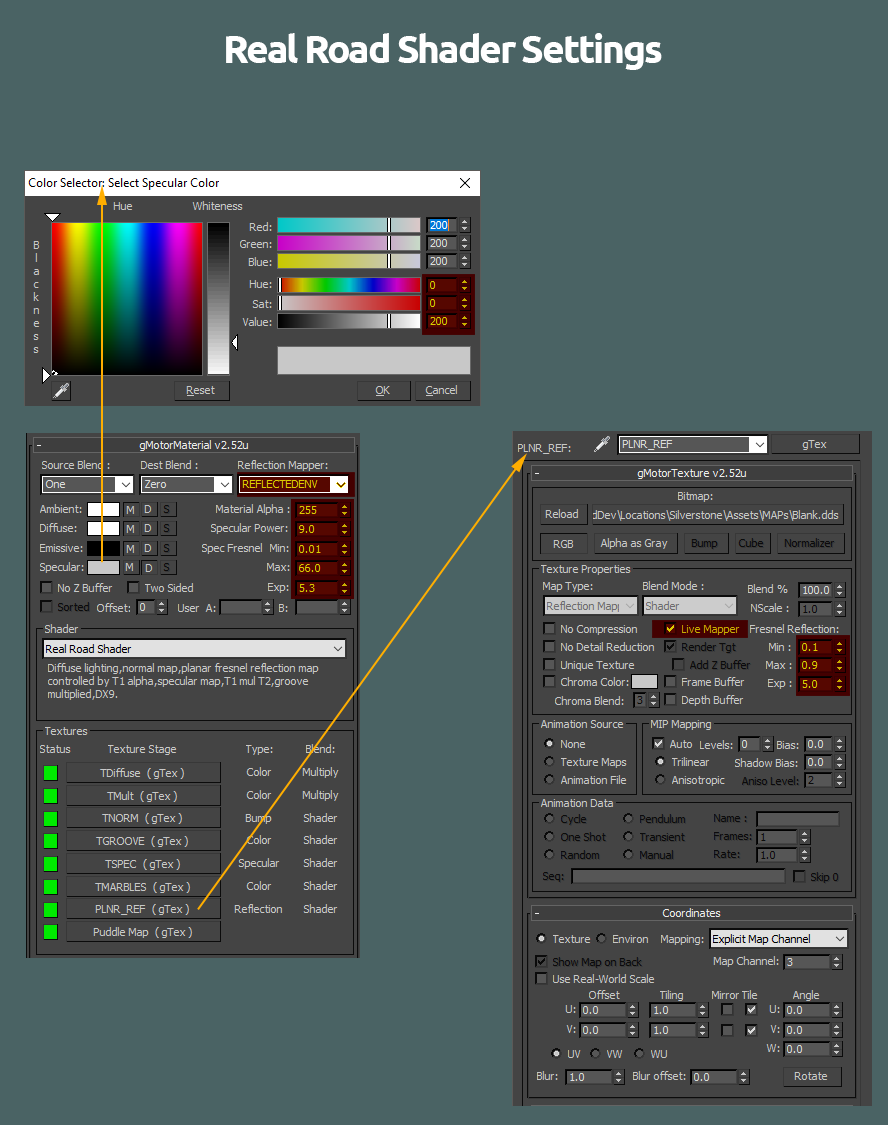 Real Road Shader Settings
Color Selector: Select Specular Color
Hue Whiteness
Blackness
Red: 200
Green: 200
Blue: 200
Hue: 0
Sat: 0
Value: 200
Reset OK Cancel
- gMotorMaterial v2.52u
Source Blend : Dest Blend : Reflection Mapper:
One Zero REFLECTEDENV
Ambient: M D S Material Alpha : 255
Diffuse: M D S Specular Power: 9.0
Emissive: M D S Spec Fresnel Min: 0.01
Specular: M D S Max: 66.0
No Z Buffer Two Sided Exp: 5.3
Sorted Offset: 0 User A: B:
Shader
Real Road Shader
Diffuse lighting,normal map,planar fresnel reflection map
controlled by T1 alpha,specular map,T1 mul T2,groove
multiplied,DX9.
Textures
Status Texture Stage Type: Blend:
TDiffuse ( gTex ) Color Multiply
TMult ( gTex ) Color Multiply
TNORM ( gTex ) Bump Shader
TGROOVE ( gTex ) Color Shader
TSPEC ( gTex ) Specular Shader
TMARBLES ( gTex ) Color Shader
PLNR_REF ( gTex ) Reflection Shader
Puddle Map ( gTex )
PLNR_REF: PLNR_REF gTex
- gMotorTexture v2.52u
Bitmap:
Reload dDev\Locations\Silverstone\Assets\MAPs\Blank.dds
RGB Alpha as Gray Bump Cube Normalizer
Texture Properties
Map Type: Blend Mode : Blend % 100.0
Reflection Mapp Shader NScale : 1.0
No Compression Live Mapper Fresnel Reflection:
No Detail Reduction Render Tgt Min : 0.1
Unique Texture Add Z Buffer Max : 0.9
Chroma Color: Frame Buffer Exp : 5.0
Chroma Blend: 3 Depth Buffer
Animation Source MIP Mapping
None Auto Levels: 0 Bias: 0.0
Texture Maps Trilinear Shadow Bias: 0.0
Animation File Anisotropic Aniso Level: 2
Animation Data
Cycle Pendulum Name :
One Shot Transient Frames: 1
Random Manual Rate: 1.0
Seq: Skip 0
- Coordinates
Texture Environ Mapping: Explicit Map Channel
Show Map on Back Map Channel: 3
Use Real-World Scale
Offset Tiling Mirror Tile Angle
U: 0.0 1.0 U: 0.0
V: 0.0 1.0 V: 0.0
W: 0.0
UV VW WU
Blur: 1.0 Blur offset: 0.0 Rotate